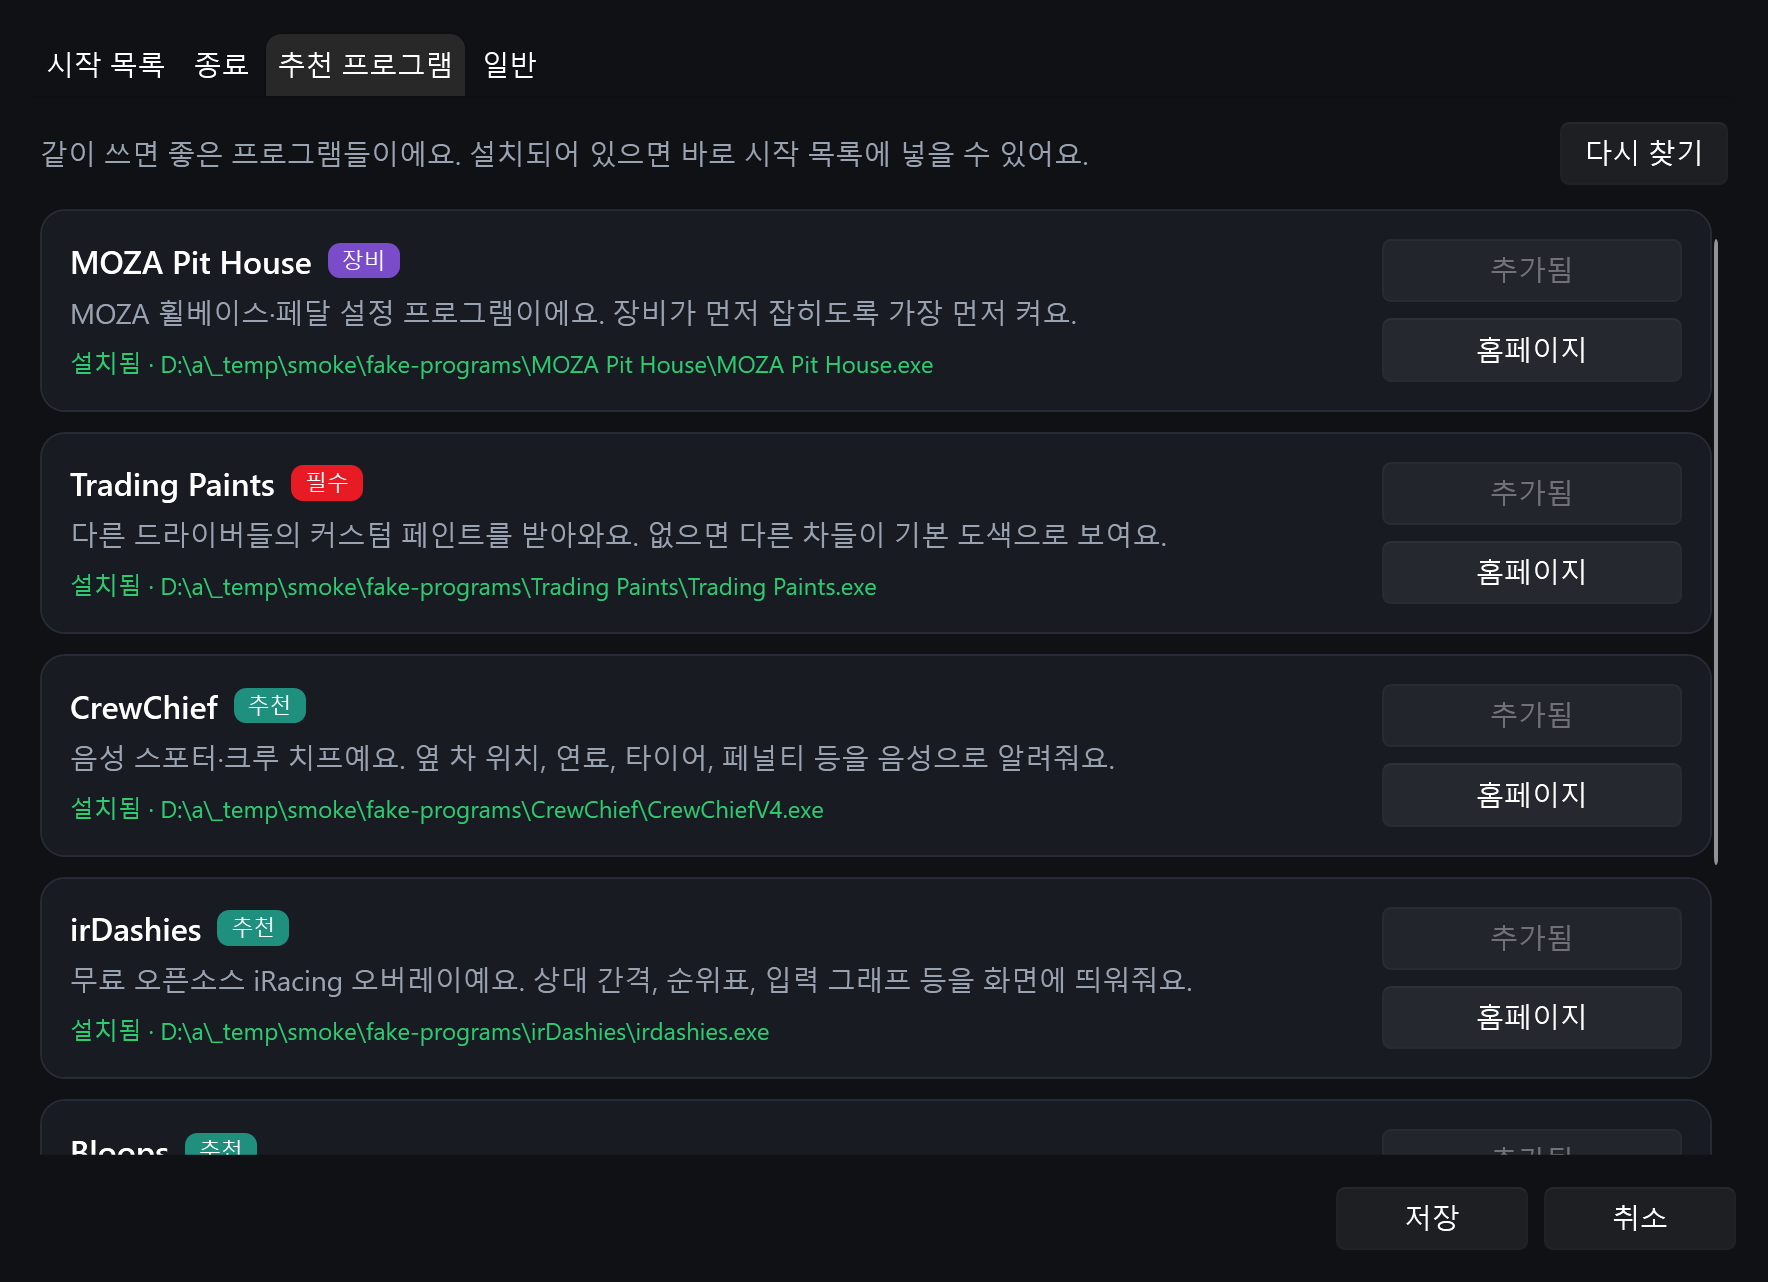 시작 목록 종료 추천 프로그램 일반
같이 쓰면 좋은 프로그램들이에요. 설치되어 있으면 바로 시작 목록에 넣을 수 있어요.
다시 찾기
MOZA Pit House 장비
MOZA 휠베이스·페달 설정 프로그램이에요. 장비가 먼저 잡히도록 가장 먼저 켜요.
설치됨 · D:\a\_temp\smoke\fake-programs\MOZA Pit House\MOZA Pit House.exe
추가됨
홈페이지
Trading Paints 필수
다른 드라이버들의 커스텀 페인트를 받아와요. 없으면 다른 차들이 기본 도색으로 보여요.
설치됨 · D:\a\_temp\smoke\fake-programs\Trading Paints\Trading Paints.exe
추가됨
홈페이지
CrewChief 추천
음성 스포터·크루 치프예요. 옆 차 위치, 연료, 타이어, 페널티 등을 음성으로 알려줘요.
설치됨 · D:\a\_temp\smoke\fake-programs\CrewChief\CrewChiefV4.exe
추가됨
홈페이지
irDashies 추천
무료 오픈소스 iRacing 오버레이예요. 상대 간격, 순위표, 입력 그래프 등을 화면에 띄워줘요.
설치됨 · D:\a\_temp\smoke\fake-programs\irDashies\irdashies.exe
추가됨
홈페이지
Bloops 추천
추가됨
저장
취소